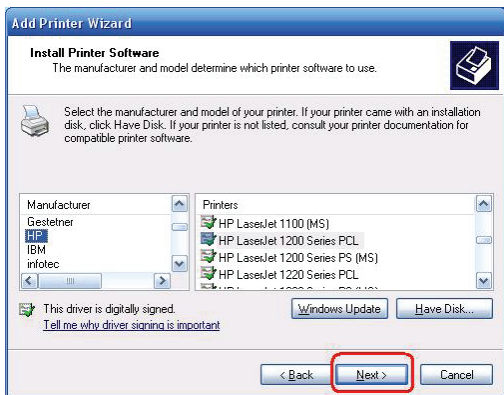 Add Printer Wizard
Install Printer Software
The manufacturer and model determine which printer software to use.
Select the manufacturer and model of your printer. If your printer came with an installation
disk, click Have Disk. If your printer is not listed, consult your printer documentation for
compatible printer software.
Manufacturer
Gestetner
HP
IBM
infotec
Printers
HP LaserJet 1100 (MS)
HP LaserJet 1200 Series PCL
HP LaserJet 1200 Series PS (MS)
HP LaserJet 1220 Series PCL
This driver is digitally signed.
Tell me why driver signing is important
Windows Update
Have Disk...
< Back
Next >
Cancel